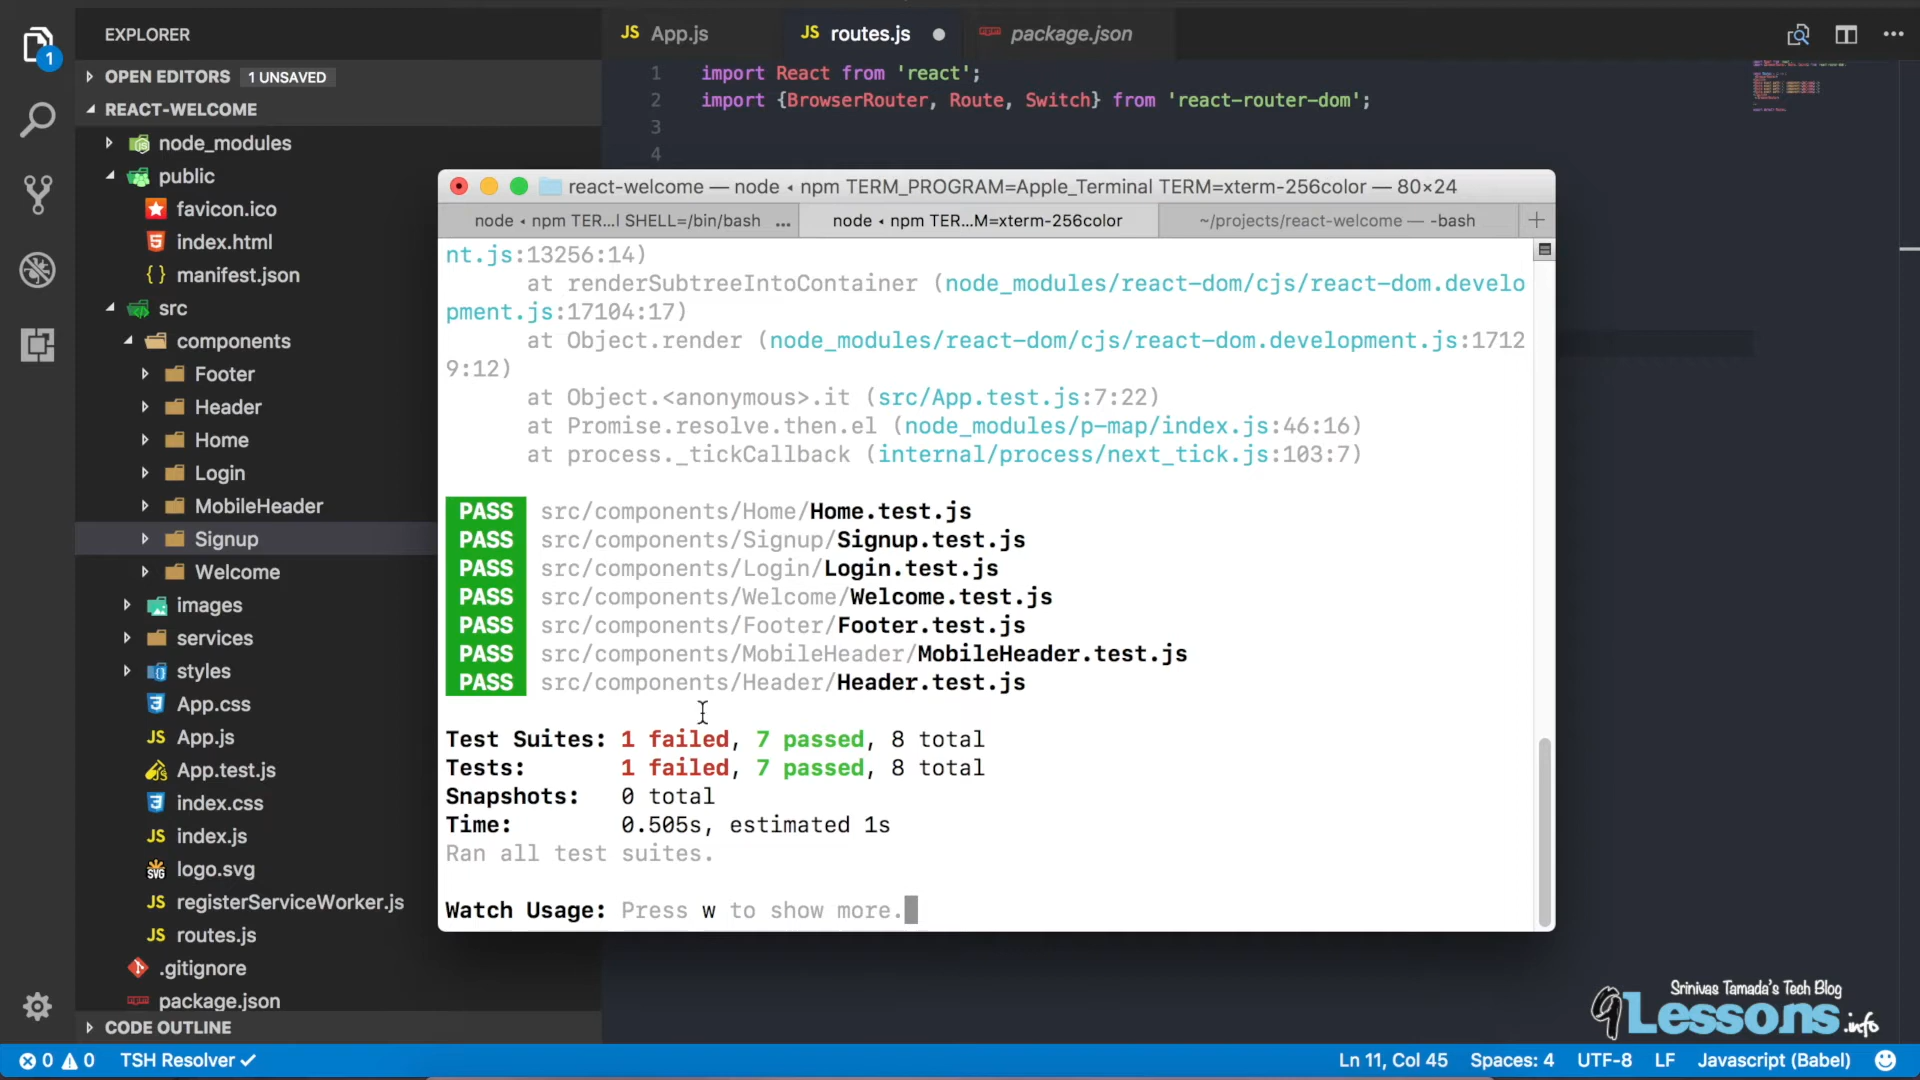 EXPLORER
OPEN EDITORS 1 UNSAVED
REACT-WELCOME
node_modules
public
favicon.ico
index.html
manifest.json
src
components
Footer
Header
Home
Login
MobileHeader
Signup
Welcome
images
services
styles
App.css
App.js
App.test.js
index.css
index.js
logo.svg
registerServiceWorker.js
routes.js
.gitignore
package.json
CODE OUTLINE
1
JS App.js
JS routes.js
package.json
1 import React from 'react';
2 import {BrowserRouter, Route, Switch} from 'react-router-dom';
3
4
react-welcome — node ◂ npm TERM_PROGRAM=Apple_Terminal TERM=xterm-256color — 80×24
node ◂ npm TER...l SHELL=/bin/bash ...
node ◂ npm TER...M=xterm-256color
~/projects/react-welcome — -bash
nt.js:13256:14)
at renderSubtreeIntoContainer (node_modules/react-dom/cjs/react-dom.develo
pment.js:17104:17)
at Object.render (node_modules/react-dom/cjs/react-dom.development.js:1712
9:12)
at Object.<anonymous>.it (src/App.test.js:7:22)
at Promise.resolve.then.el (node_modules/p-map/index.js:46:16)
at process._tickCallback (internal/process/next_tick.js:103:7)
PASS src/components/Home/Home.test.js
PASS src/components/Signup/Signup.test.js
PASS src/components/Login/Login.test.js
PASS src/components/Welcome/Welcome.test.js
PASS src/components/Footer/Footer.test.js
PASS src/components/MobileHeader/MobileHeader.test.js
PASS src/components/Header/Header.test.js
Test Suites: 1 failed, 7 passed, 8 total
Tests: 1 failed, 7 passed, 8 total
Snapshots: 0 total
Time: 0.505s, estimated 1s
Ran all test suites.
Watch Usage: Press w to show more.
Srinivas Tamada's Tech Blog
9Lessons.info
0 0 TSH Resolver ✓
Ln 11, Col 45 Spaces: 4 UTF-8 LF Javascript (Babel)